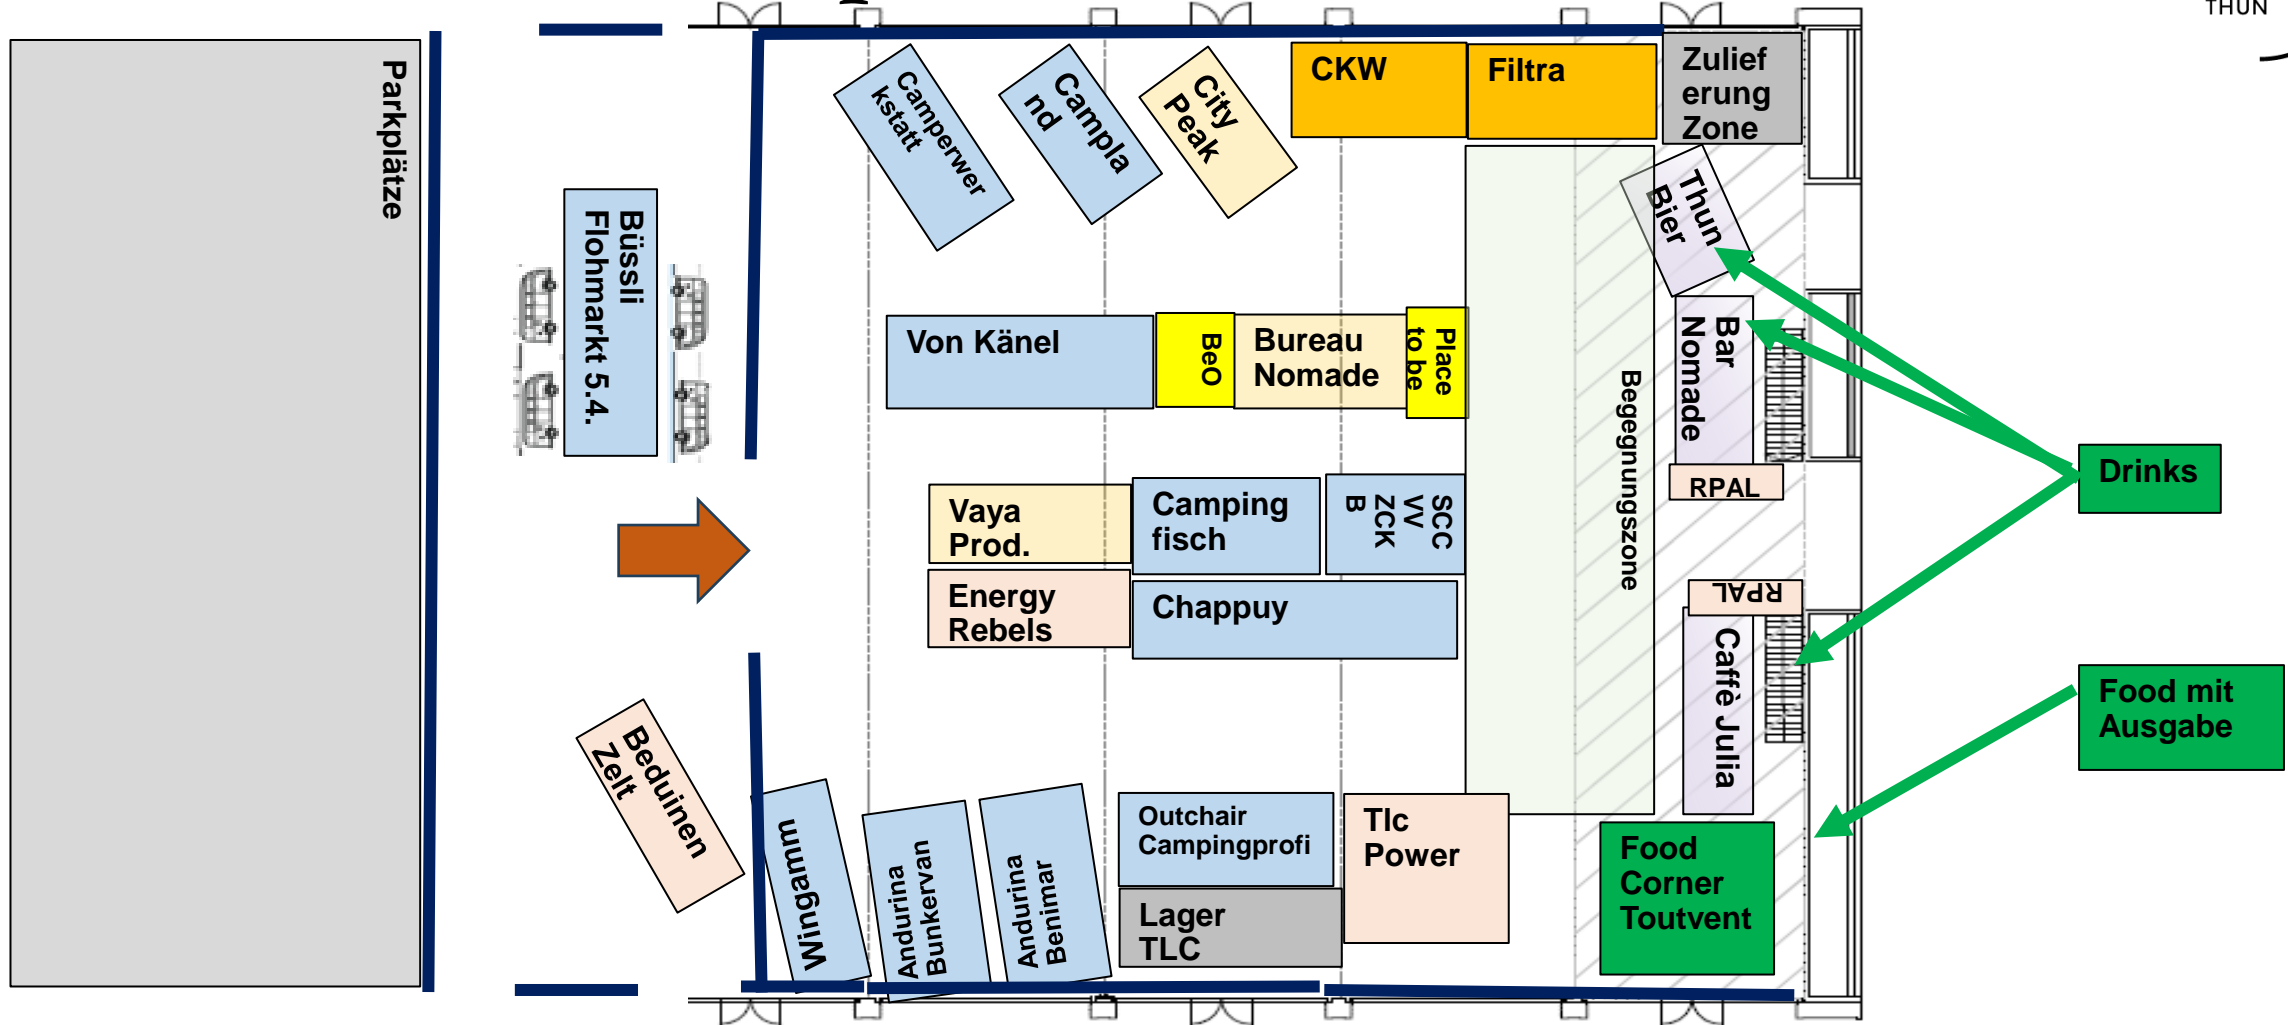 THUN
Parkplätze
Büssli
Flohmarkt 5.4.
Camperwer
kstatt
Campla
nd
City
Peak
CKW
Filtra
Zulief
erung
Zone
Thun
Bier
Von Känel
BeO
Bureau
Nomade
Place
to be
Begegnungszone
Bar
Nomade
RPAL
Drinks
Vaya
Prod.
Camping
fisch
SCC
VV
ZCK
B
Energy
Rebels
Chappuy
RPAL
Caffè Julia
Food mit
Ausgabe
Beduinen
Zelt
Wingamm
Andurina
Bunkervan
Andurina
Benimar
Outchair
Campingprofi
Lager
TLC
Tlc
Power
Food
Corner
Toutvent